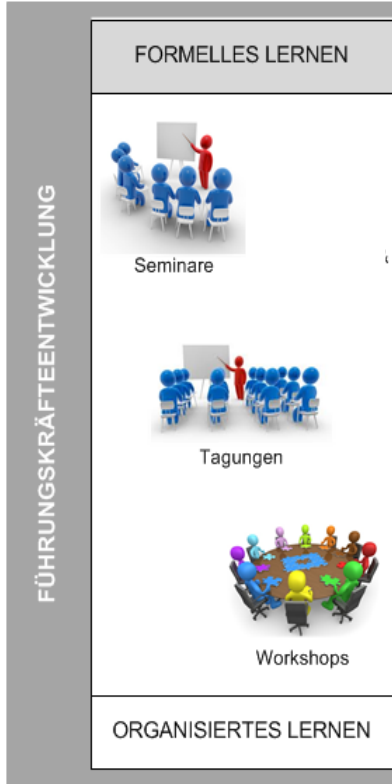 FÜHRUNGSKRÄFTEENTWICKLUNG
FORMELLES LERNEN
Seminare
Tagungen
Workshops
ORGANISIERTES LERNEN